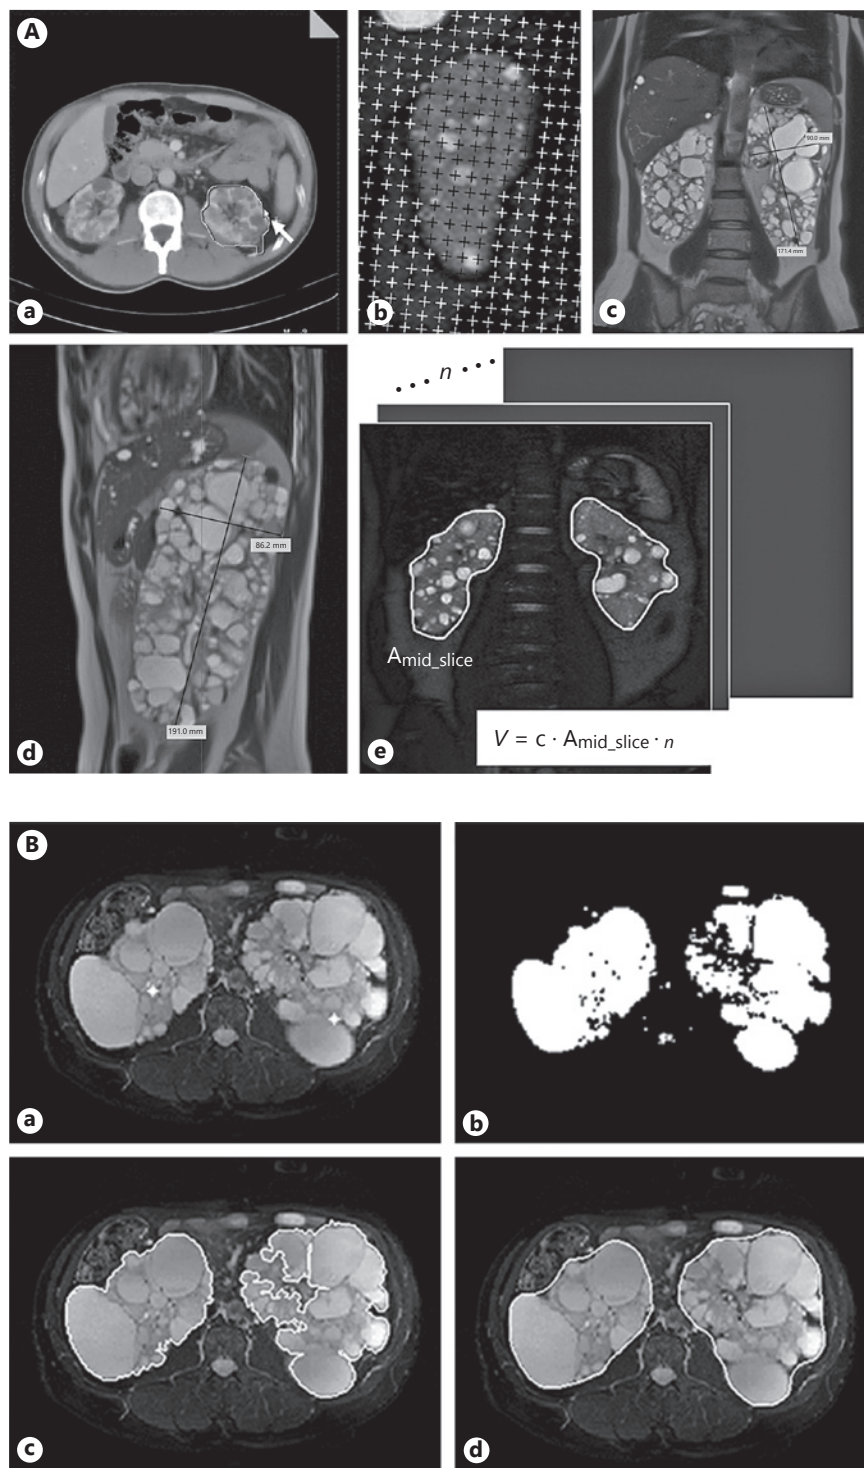 A
a
b
c
90.0 mm
171.4 mm
d
86.2 mm
191.0 mm
• • • n • • •
e
Amid_slice
V = c · Amid_slice · n
B
a
b
c
d